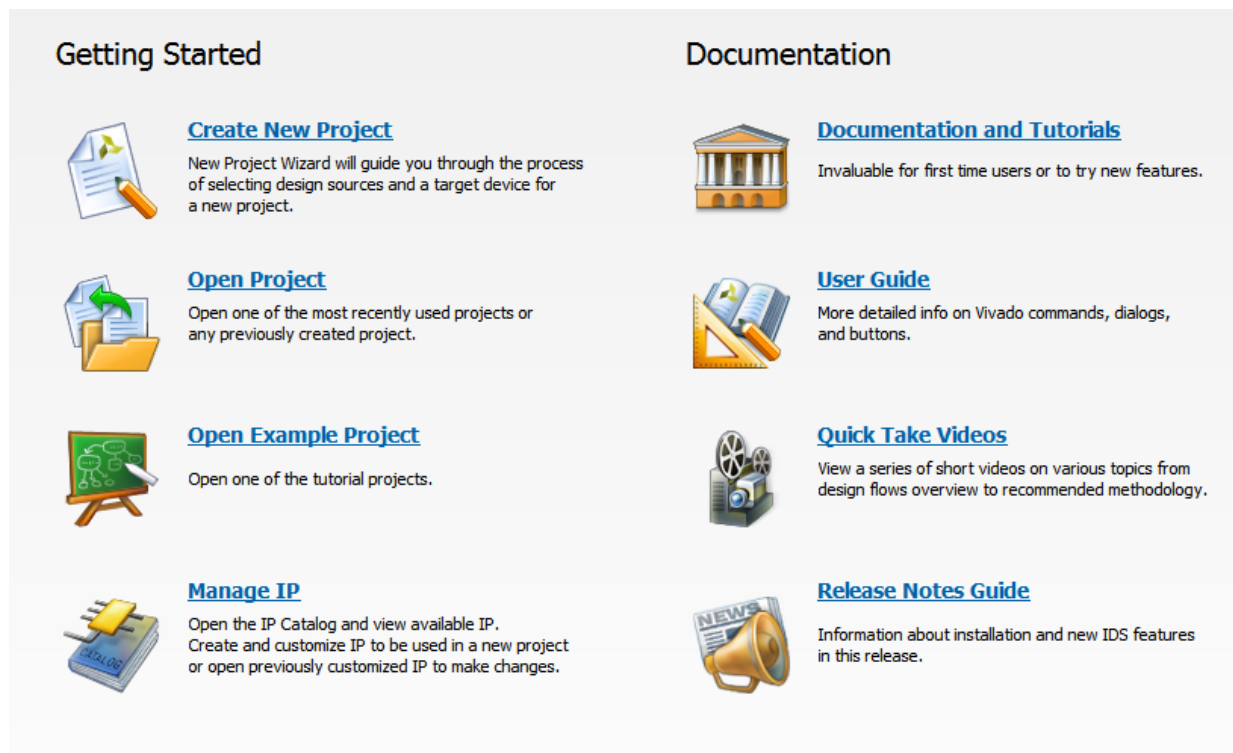 Getting Started
Create New Project
New Project Wizard will guide you through the process
of selecting design sources and a target device for
a new project.
Open Project
Open one of the most recently used projects or
any previously created project.
Open Example Project
Open one of the tutorial projects.
Manage IP
CATALOG
Open the IP Catalog and view available IP.
Create and customize IP to be used in a new project
or open previously customized IP to make changes.
Documentation
Documentation and Tutorials
Invaluable for first time users or to try new features.
User Guide
More detailed info on Vivado commands, dialogs,
and buttons.
Quick Take Videos
View a series of short videos on various topics from
design flows overview to recommended methodology.
Release Notes Guide
NEWS
Information about installation and new IDS features
in this release.